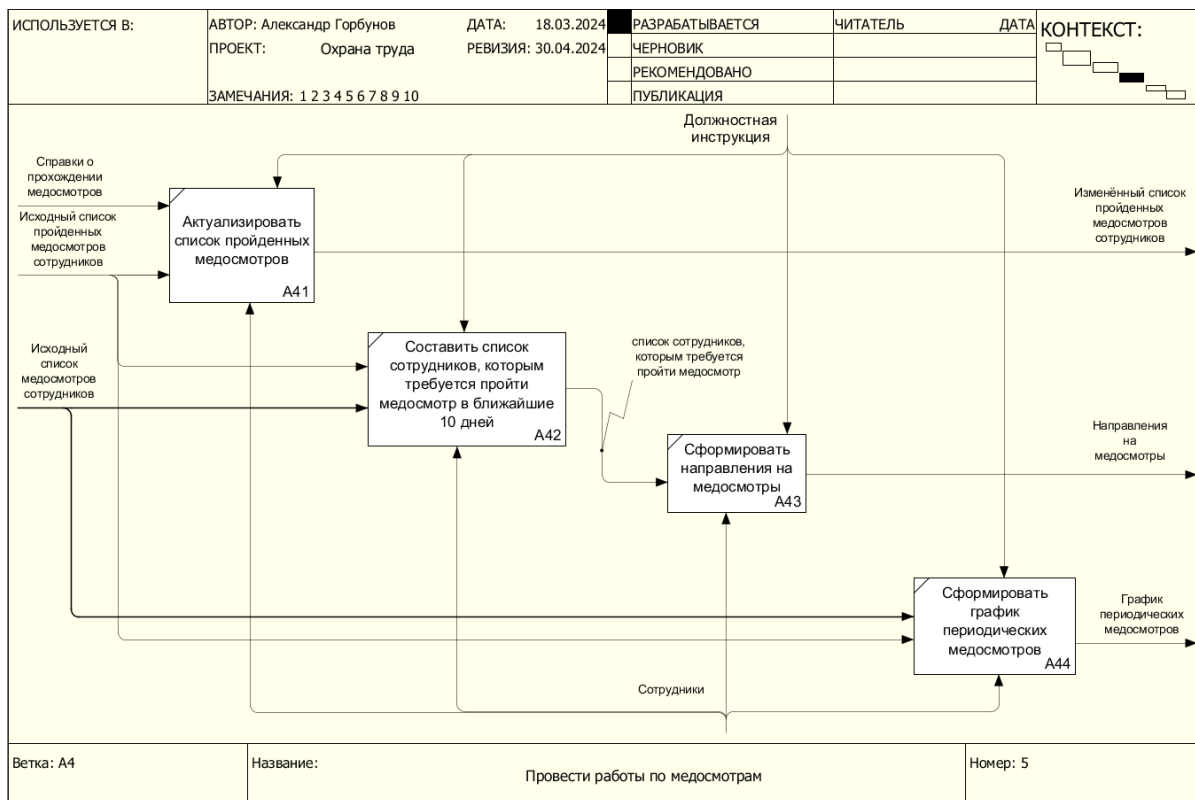 ИСПОЛЬЗУЕТСЯ В:
АВТОР: Александр Горбунов
ДАТА: 18.03.2024
ПРОЕКТ: Охрана труда
РЕВИЗИЯ: 30.04.2024
ЗАМЕЧАНИЯ: 1 2 3 4 5 6 7 8 9 10
РАЗРАБАТЫВАЕТСЯ
ЧЕРНОВИК
РЕКОМЕНДОВАНО
ПУБЛИКАЦИЯ
ЧИТАТЕЛЬ
ДАТА
КОНТЕКСТ:
Должностная
инструкция
Справки о
прохождении
медосмотров
Исходный список
пройденных
медосмотров
сотрудников
Актуализировать
список пройденных
медосмотров
A41
Изменённый список
пройденных
медосмотров
сотрудников
Исходный
список
медосмотров
сотрудников
Составить список
сотрудников, которым
требуется пройти
медосмотр в ближайшие
10 дней
A42
список сотрудников,
которым требуется
пройти медосмотр
Сформировать
направления на
медосмотры
A43
Направления
на
медосмотры
Сформировать
график
периодических
медосмотров
A44
График
периодических
медосмотров
Сотрудники
Ветка: A4
Название:
Провести работы по медосмотрам
Номер: 5